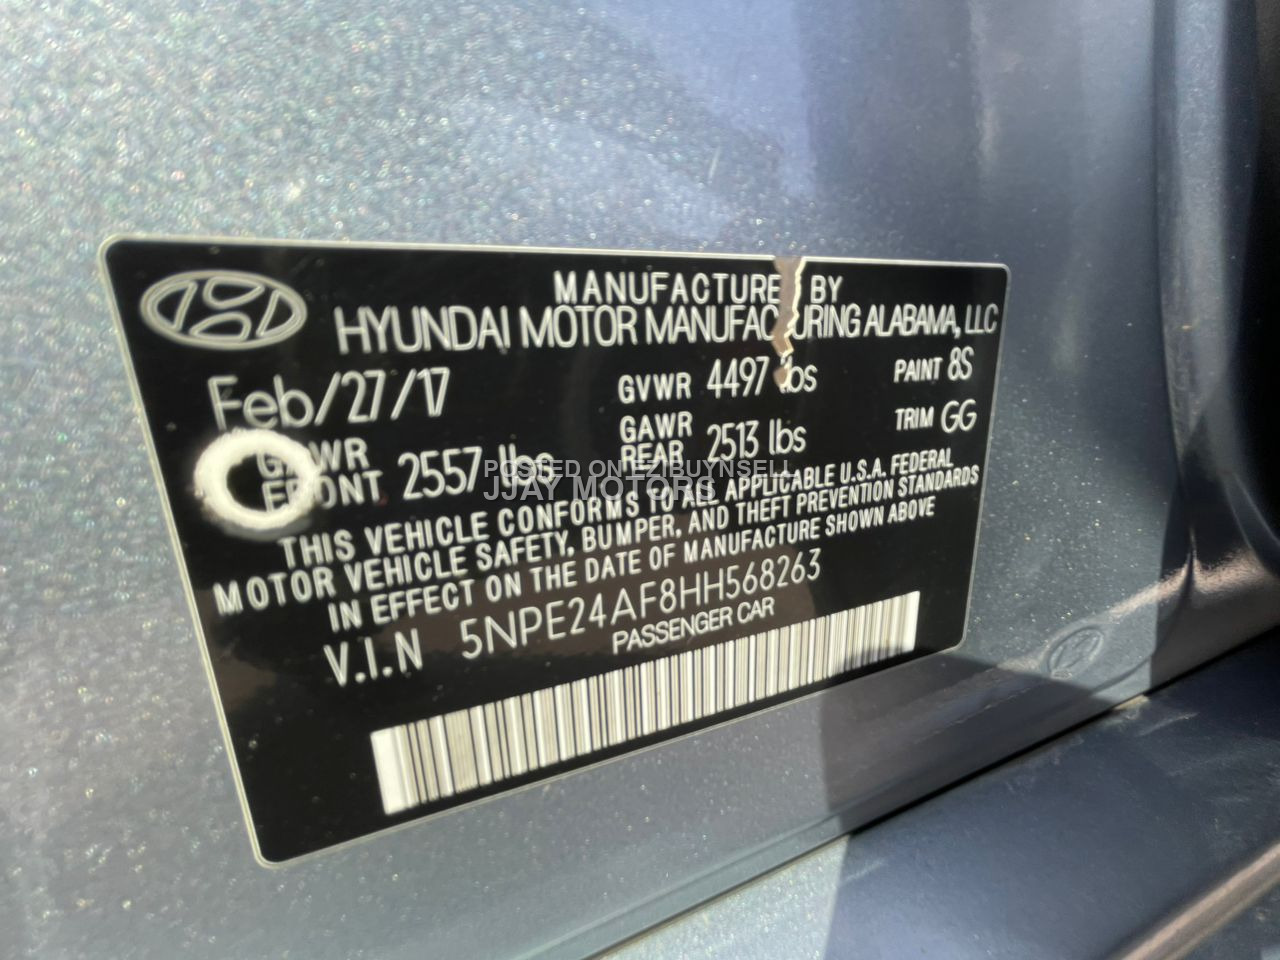 MANUFACTURED BY
HYUNDAI MOTOR MANUFACTURING ALABAMA, LLC
Feb/27/17 GVWR 4497 lbs PAINT 8S
GAWR FRONT 2557 lbs GAWR REAR 2513 lbs TRIM GG
POSTED ON EZIBUYNSELL
JJAY MOTORS
THIS VEHICLE CONFORMS TO ALL APPLICABLE U.S.A. FEDERAL
MOTOR VEHICLE SAFETY, BUMPER, AND THEFT PREVENTION STANDARDS
IN EFFECT ON THE DATE OF MANUFACTURE SHOWN ABOVE
V.I.N 5NPE24AF8HH568263
PASSENGER CAR